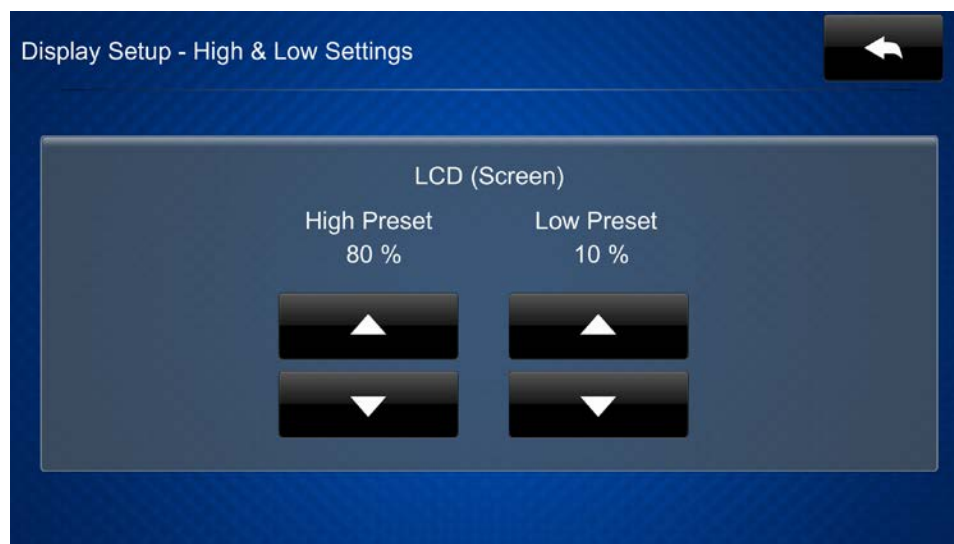 Display Setup - High & Low Settings
LCD (Screen)
High Preset Low Preset
80 % 10 %